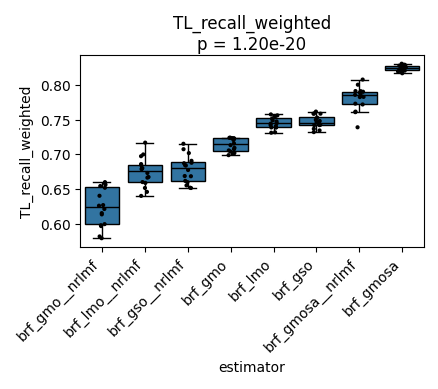 TL_recall_weighted
p = 1.20e-20
TL_recall_weighted
0.80
0.75
0.70
0.65
0.60
brf_gmo__nrlmf
brf_lmo__nrlmf
brf_gso__nrlmf
brf_gmo
brf_lmo
brf_gso
brf_gmosa__nrlmf
brf_gmosa
estimator